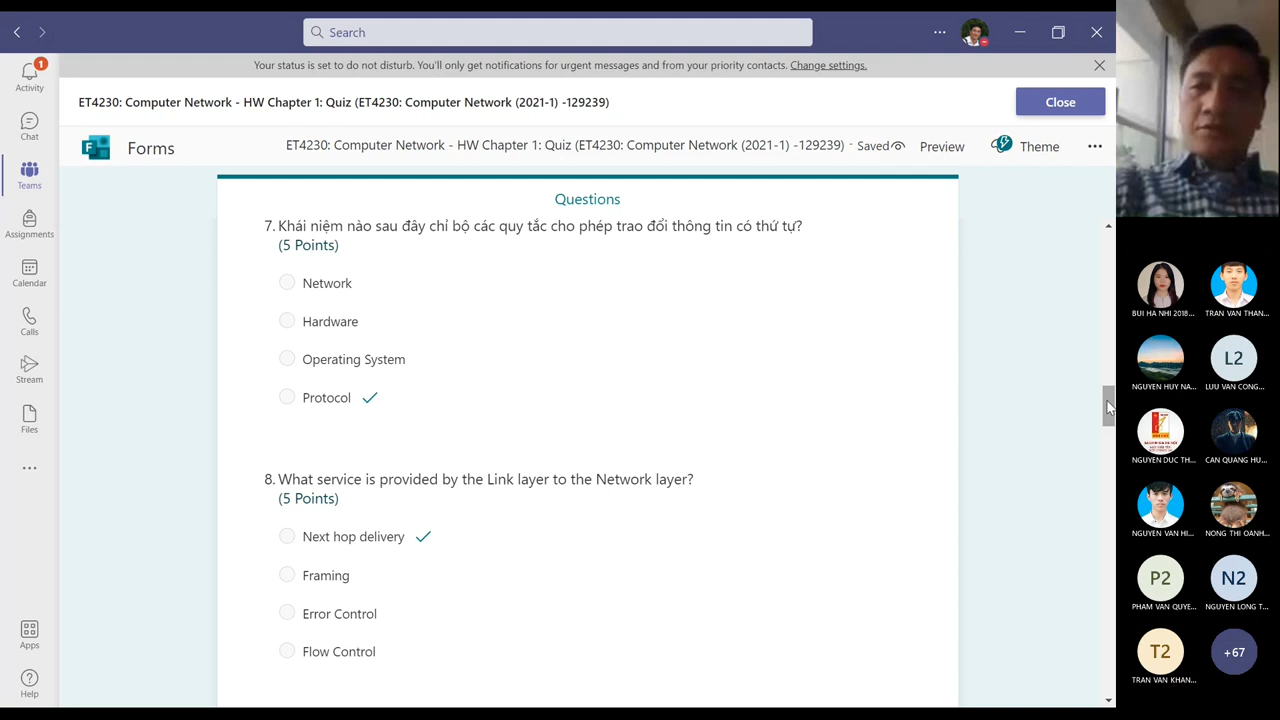 Search
Your status is set to do not disturb. You'll only get notifications for urgent messages and from your priority contacts. Change settings.
1
Activity
Chat
Teams
Assignments
Calendar
Calls
Stream
Files
Apps
Help
ET4230: Computer Network - HW Chapter 1: Quiz (ET4230: Computer Network (2021-1) -129239)
Close
F
Forms
ET4230: Computer Network - HW Chapter 1: Quiz (ET4230: Computer Network (2021-1) -129239) - Saved
Preview
Theme
Questions
7. Khái niệm nào sau đây chỉ bộ các quy tắc cho phép trao đổi thông tin có thứ tự?
(5 Points)
Network
Hardware
Operating System
Protocol
8. What service is provided by the Link layer to the Network layer?
(5 Points)
Next hop delivery
Framing
Error Control
Flow Control
BUI HA NHI 2018...
TRAN VAN THAN...
NGUYEN HUY NA...
L2
LUU VAN CONG...
NGUYEN DUC TH...
CAN QUANG HU...
NGUYEN VAN HI...
NONG THI OANH...
P2
PHAM VAN QUYE...
N2
NGUYEN LONG T...
T2
TRAN VAN KHAN...
+67